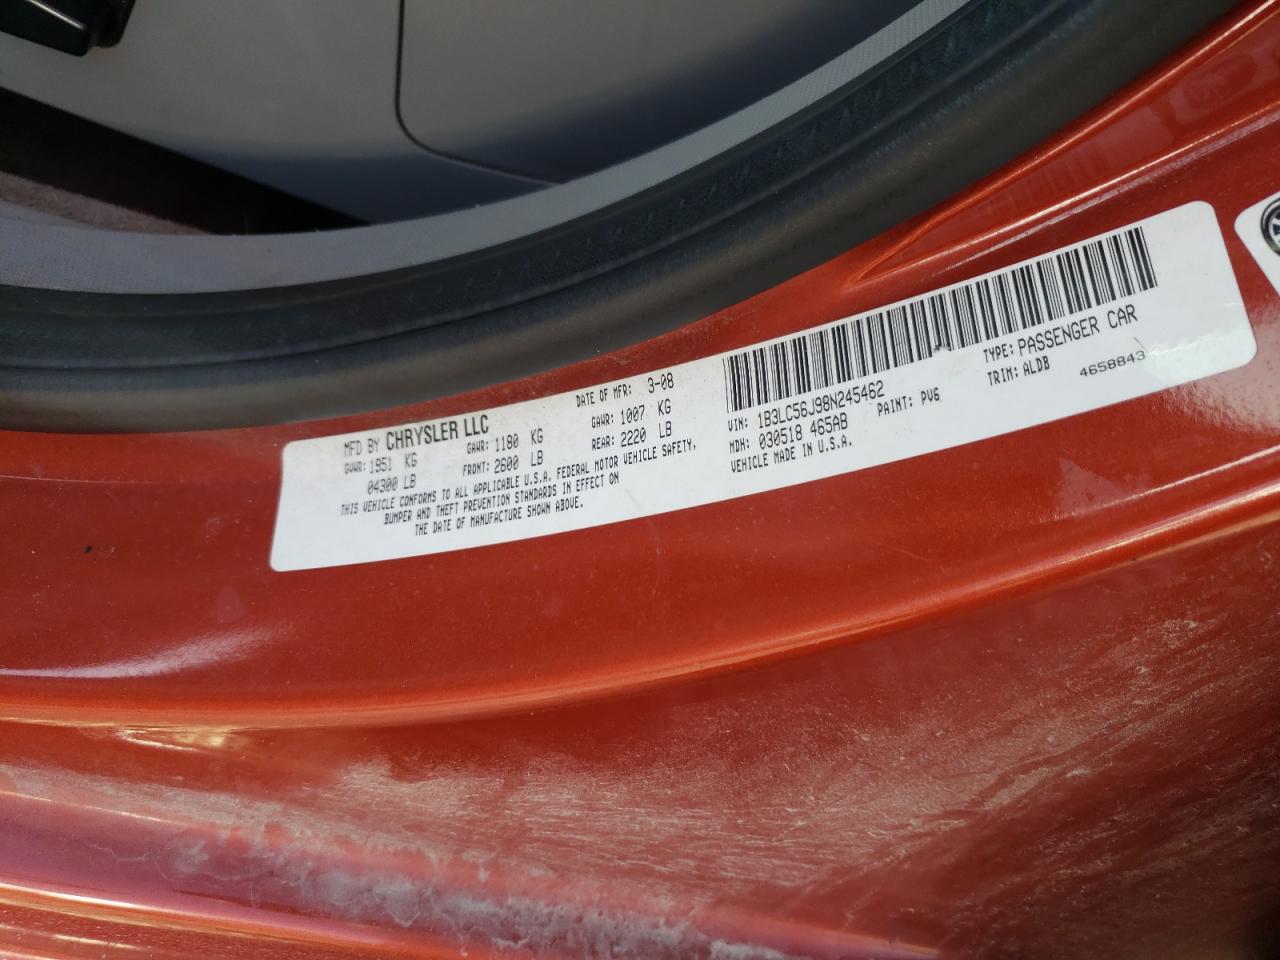 MFD BY CHRYSLER LLC DATE OF MFR: 3-08
GVWR: 1951 KG GAWR: 1180 KG GAWR: 1007 KG
04300 LB FRONT: 2600 LB REAR: 2220 LB
THIS VEHICLE CONFORMS TO ALL APPLICABLE U.S.A. FEDERAL MOTOR VEHICLE SAFETY,
BUMPER AND THEFT PREVENTION STANDARDS IN EFFECT ON
THE DATE OF MANUFACTURE SHOWN ABOVE.
VIN: 1B3LC56J98N245462 TYPE: PASSENGER CAR
MDH: 030518 465AB PAINT: PV6 TRIM: ALDB
VEHICLE MADE IN U.S.A. 4658843